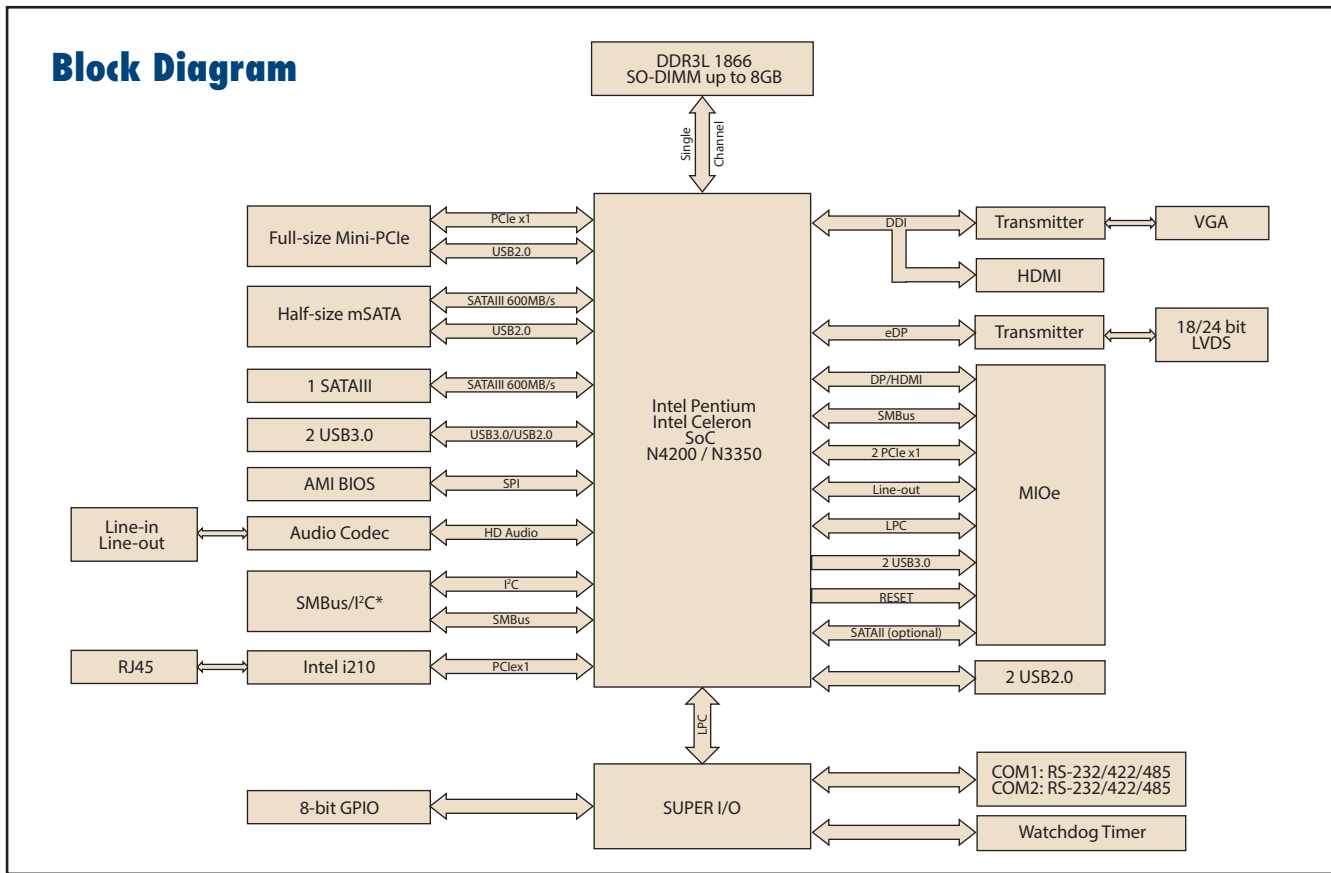 Block Diagram
DDR3L 1866
SO-DIMM up to 8GB
Single
Channel
Full-size Mini-PCIe
PCIe x1
USB2.0
Half-size mSATA
SATAIII 600MB/s
USB2.0
1 SATAIII
SATAIII 600MB/s
2 USB3.0
USB3.0/USB2.0
AMI BIOS
SPI
Line-in
Line-out
Audio Codec
HD Audio
SMBus/I²C*
I²C
SMBus
RJ45
Intel i210
PCIex1
Intel Pentium
Intel Celeron
SoC
N4200 / N3350
DDI
Transmitter
VGA
HDMI
eDP
Transmitter
18/24 bit
LVDS
DP/HDMI
SMBus
2 PCIe x1
Line-out
LPC
2 USB3.0
RESET
SATAII (optional)
MIOe
2 USB2.0
LPC
8-bit GPIO
SUPER I/O
COM1: RS-232/422/485
COM2: RS-232/422/485
Watchdog Timer